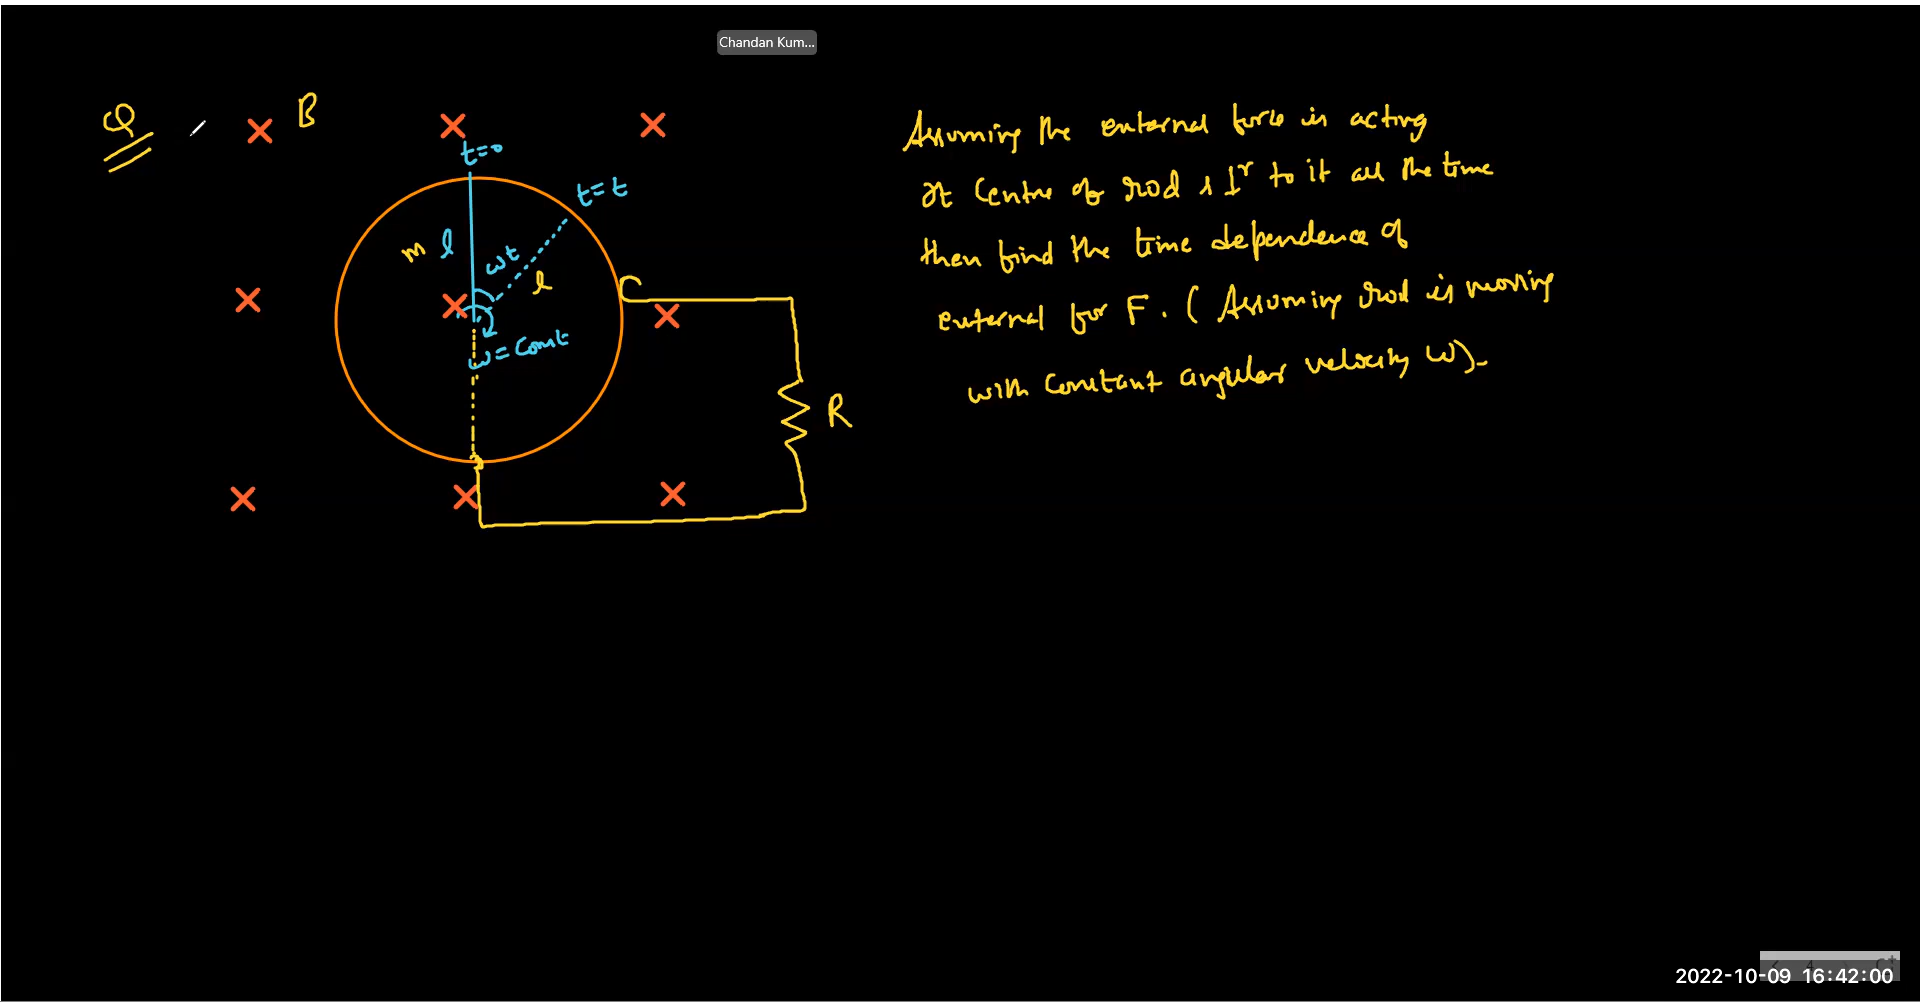 Chandan Kum...
Q
B
t=0
t=t
m l
ωt
l
C
ω = Const
R
Assuming the external force is acting
at Centre of rod & ⊥r to it all the time
then find the time dependence of
external for F. ( Assuming rod is moving
with constant angular velocity ω).
2022-10-09 16:42:00